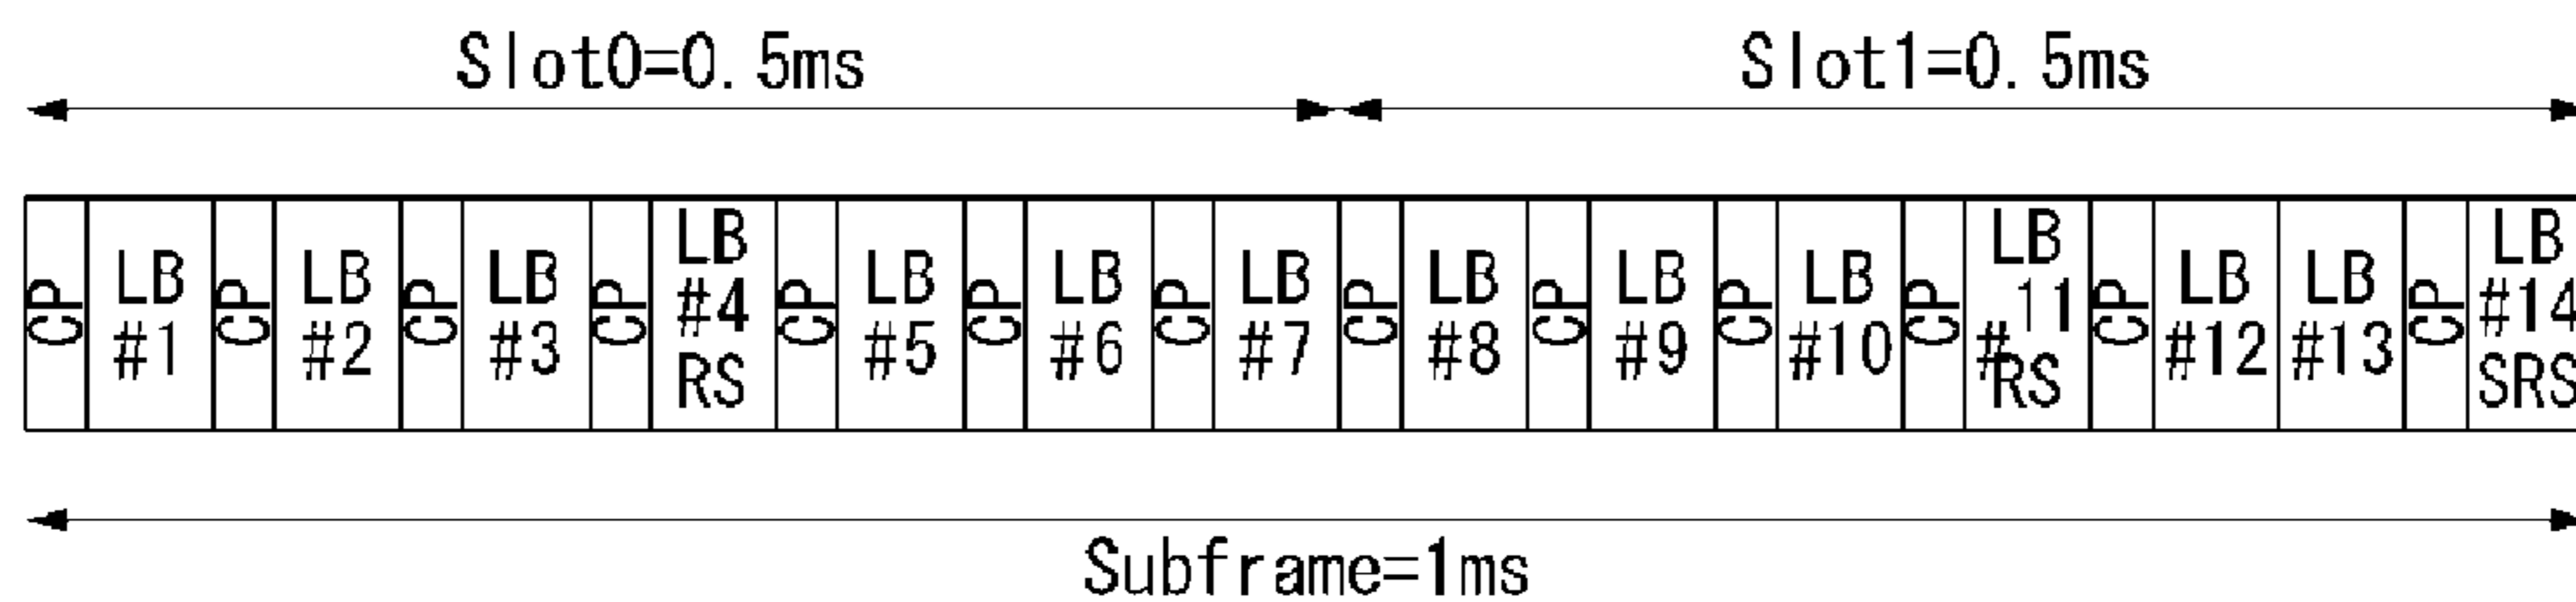 Slot0=0.5ms
Slot1=0.5ms
CP
LB
#1
CP
LB
#2
CP
LB
#3
CP
LB
#4
RS
CP
LB
#5
CP
LB
#6
CP
LB
#7
CP
LB
#8
CP
LB
#9
CP
LB
#10
CP
LB
#11
RS
CP
LB
#12
LB
#13
CP
LB
#14
SRS
Subframe=1ms